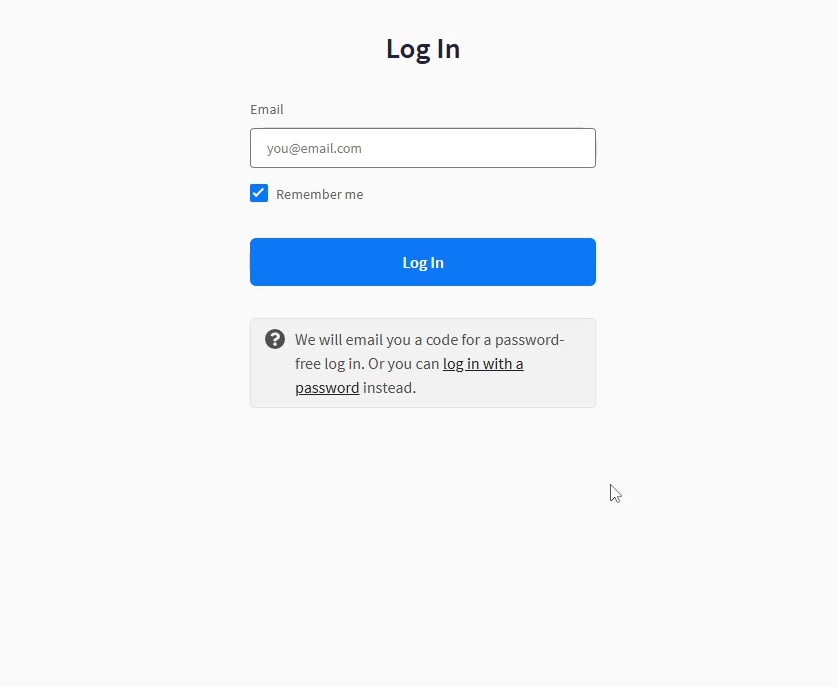 Log In
Email
you@email.com
Remember me
Log In
? We will email you a code for a password-
free log in. Or you can log in with a
password instead.